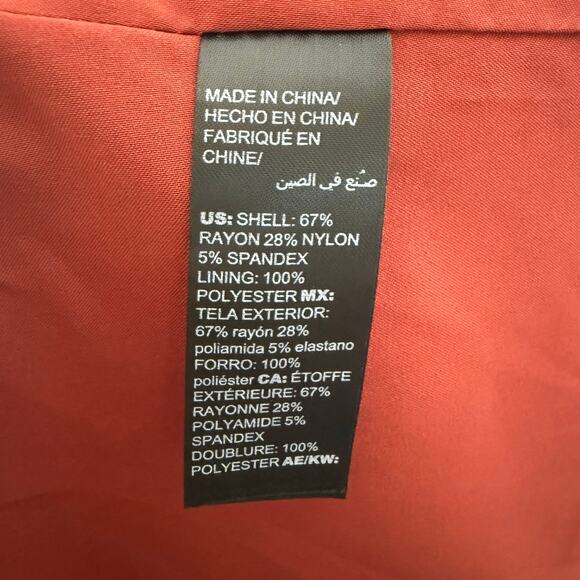 MADE IN CHINA/
HECHO EN CHINA/
FABRIQUÉ EN
CHINE/
صُنع في الصين
US: SHELL: 67%
RAYON 28% NYLON
5% SPANDEX
LINING: 100%
POLYESTER MX:
TELA EXTERIOR:
67% rayón 28%
poliamida 5% elastano
FORRO: 100%
poliéster CA: ÉTOFFE
EXTÉRIEURE: 67%
RAYONNE 28%
POLYAMIDE 5%
SPANDEX
DOUBLURE: 100%
POLYESTER AE/KW: